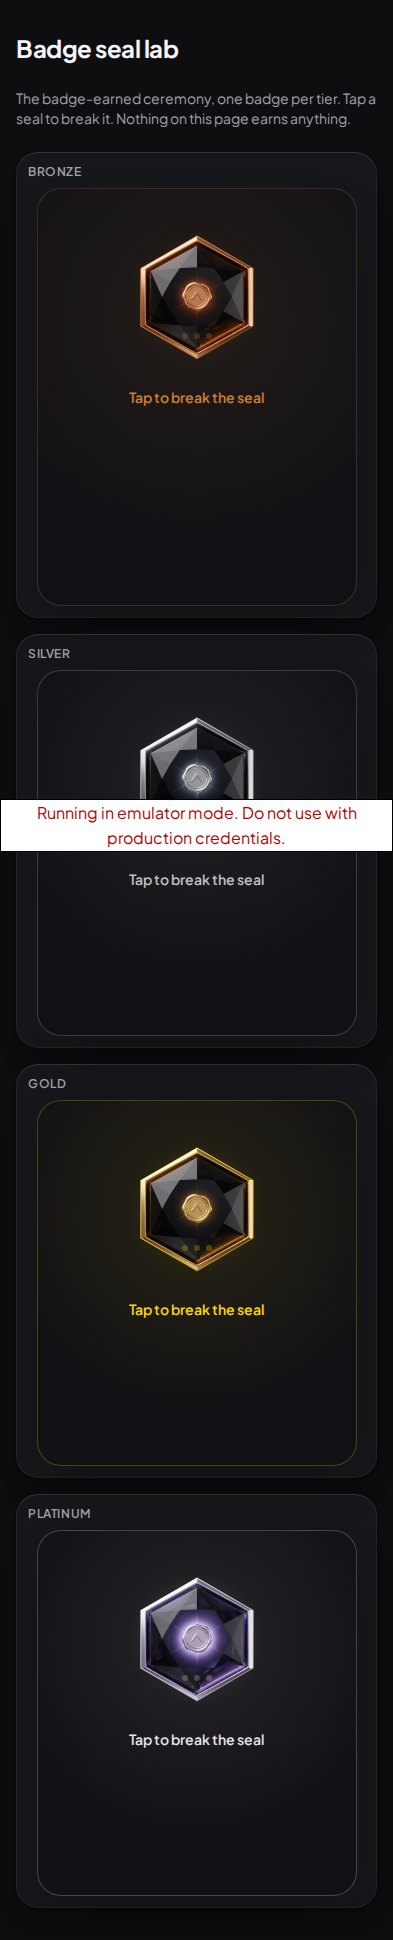 Badge seal lab
The badge-earned ceremony, one badge per tier. Tap a
seal to break it. Nothing on this page earns anything.
BRONZE
Tap to break the seal
SILVER
Running in emulator mode. Do not use with
production credentials.
Tap to break the seal
GOLD
Tap to break the seal
PLATINUM
Tap to break the seal